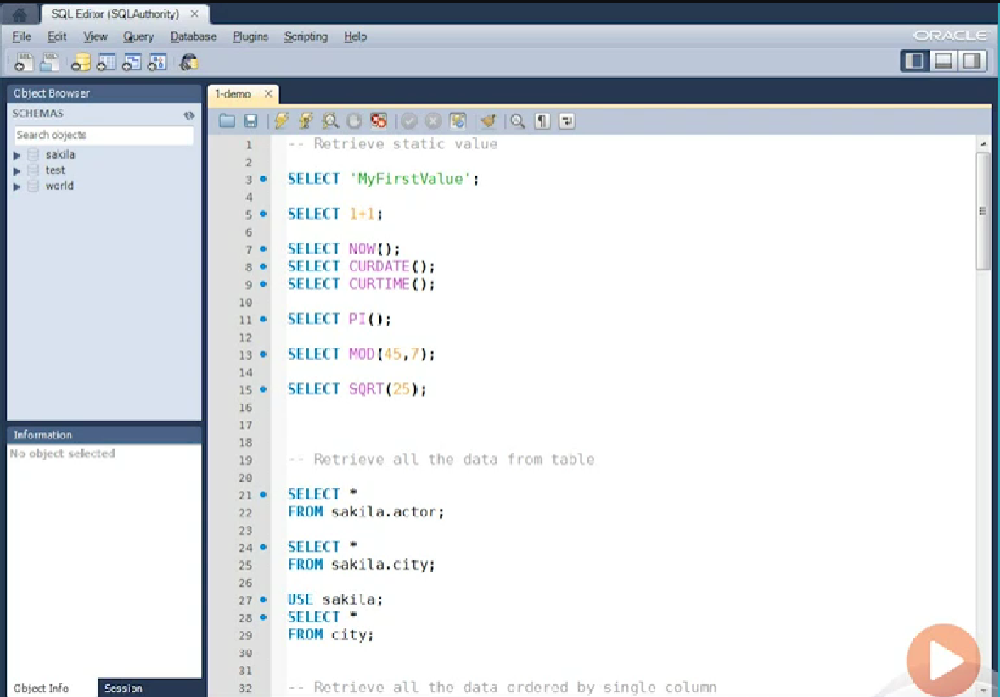 SQL Editor (SQLAuthority) ×
File Edit View Query Database Plugins Scripting Help
ORACLE
Object Browser
SCHEMAS
Search objects
sakila
test
world
Information
No object selected
Object Info Session
1-demo ×
1 -- Retrieve static value
2
3 SELECT 'MyFirstValue';
4
5 SELECT 1+1;
6
7 SELECT NOW();
8 SELECT CURDATE();
9 SELECT CURTIME();
10
11 SELECT PI();
12
13 SELECT MOD(45,7);
14
15 SELECT SQRT(25);
16
17
18
19 -- Retrieve all the data from table
20
21 SELECT *
22 FROM sakila.actor;
23
24 SELECT *
25 FROM sakila.city;
26
27 USE sakila;
28 SELECT *
29 FROM city;
30
31
32 -- Retrieve all the data ordered by single column